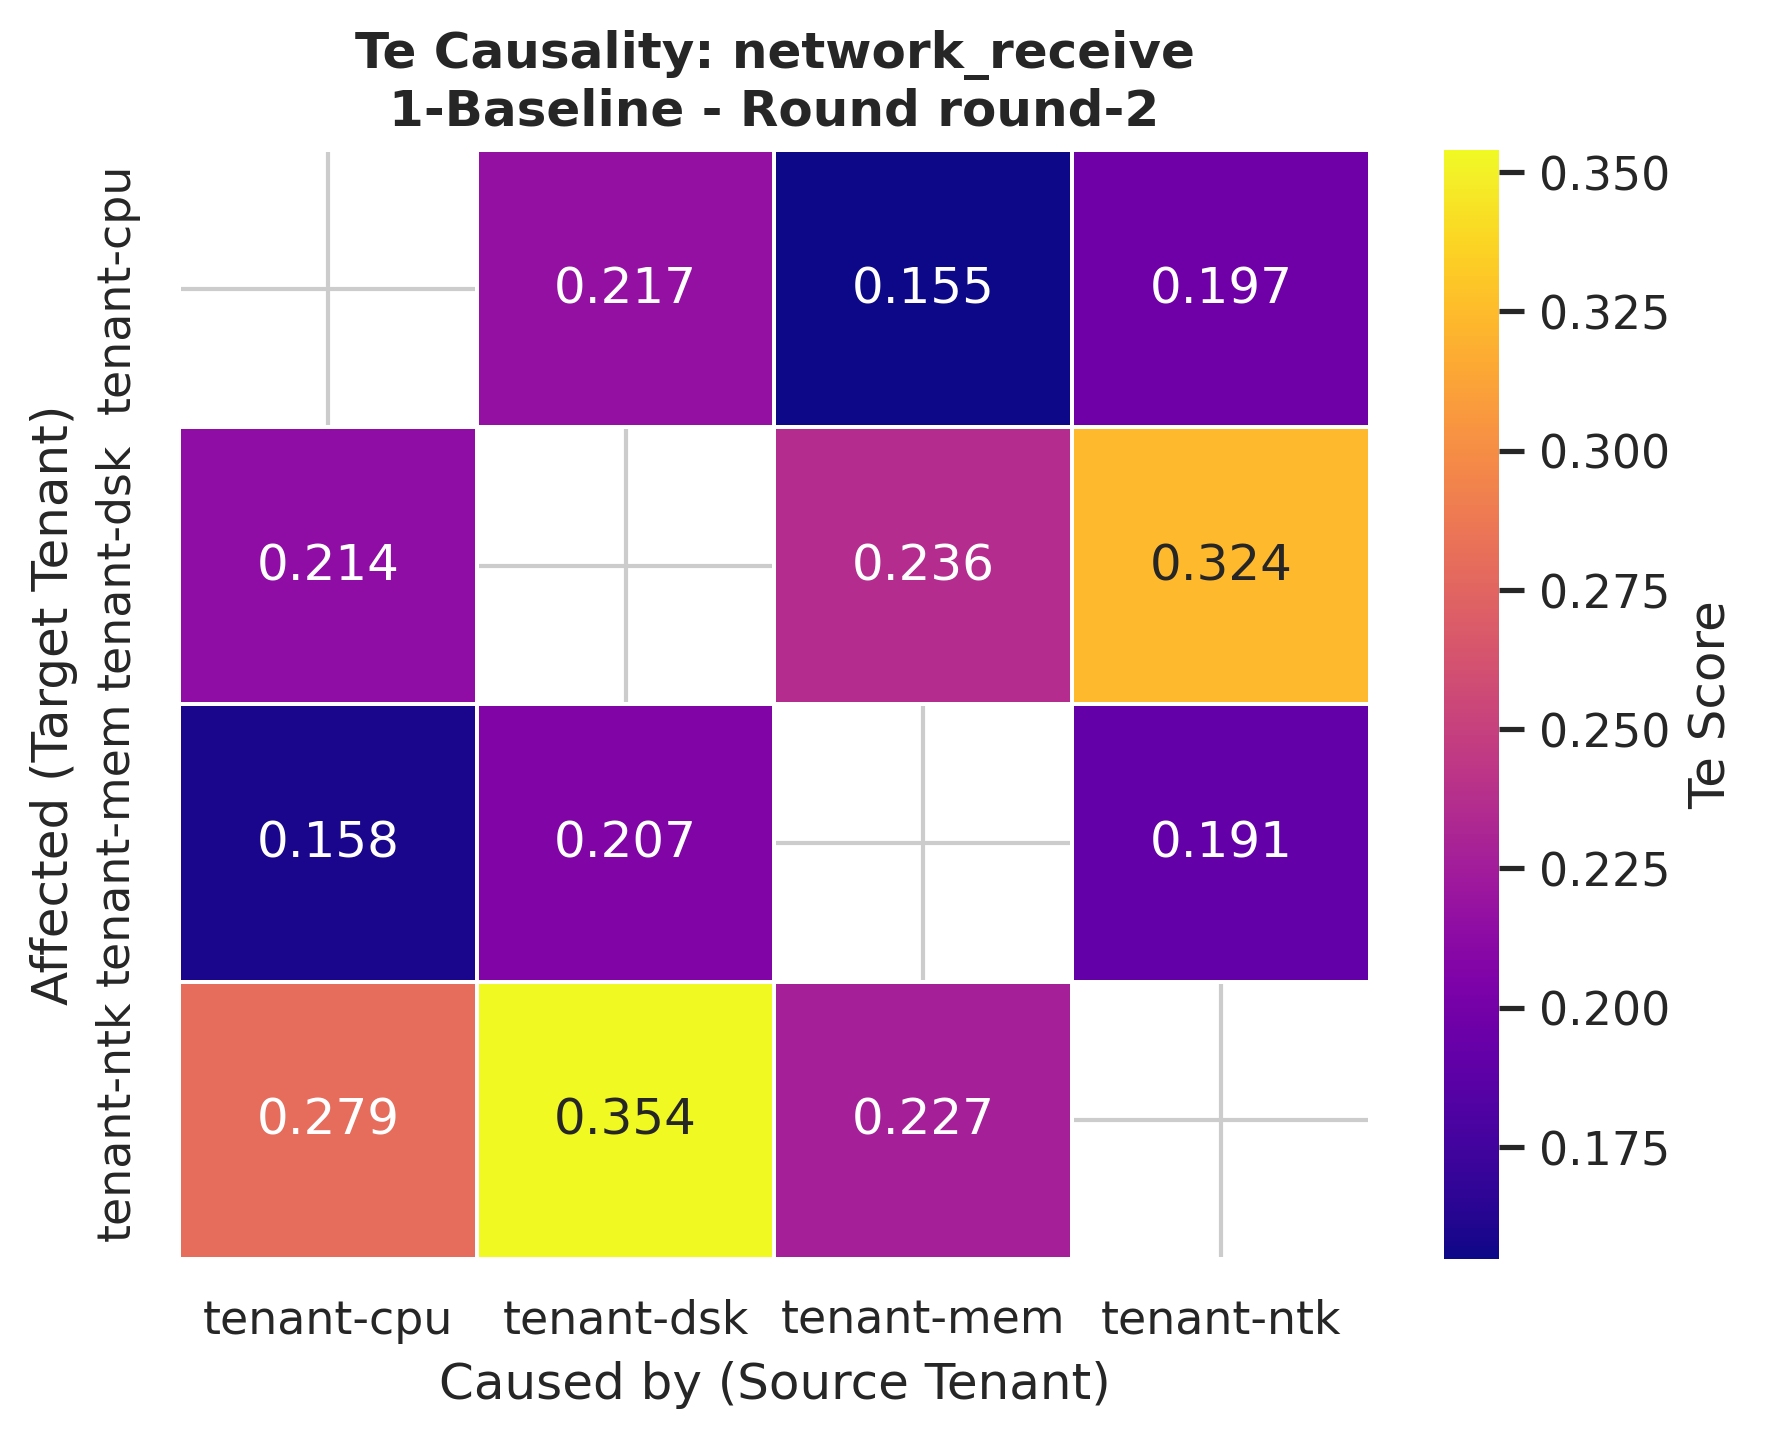 Te Causality: network_receive
1-Baseline - Round round-2
Affected (Target Tenant)
tenant-cpu
0.217 0.155 0.197
tenant-dsk
0.214 0.236 0.324
tenant-mem
0.158 0.207 0.191
tenant-ntk
0.279 0.354 0.227
tenant-cpu tenant-dsk tenant-mem tenant-ntk
Caused by (Source Tenant)
0.350
0.325
0.300
0.275
0.250
0.225
0.200
0.175
Te Score